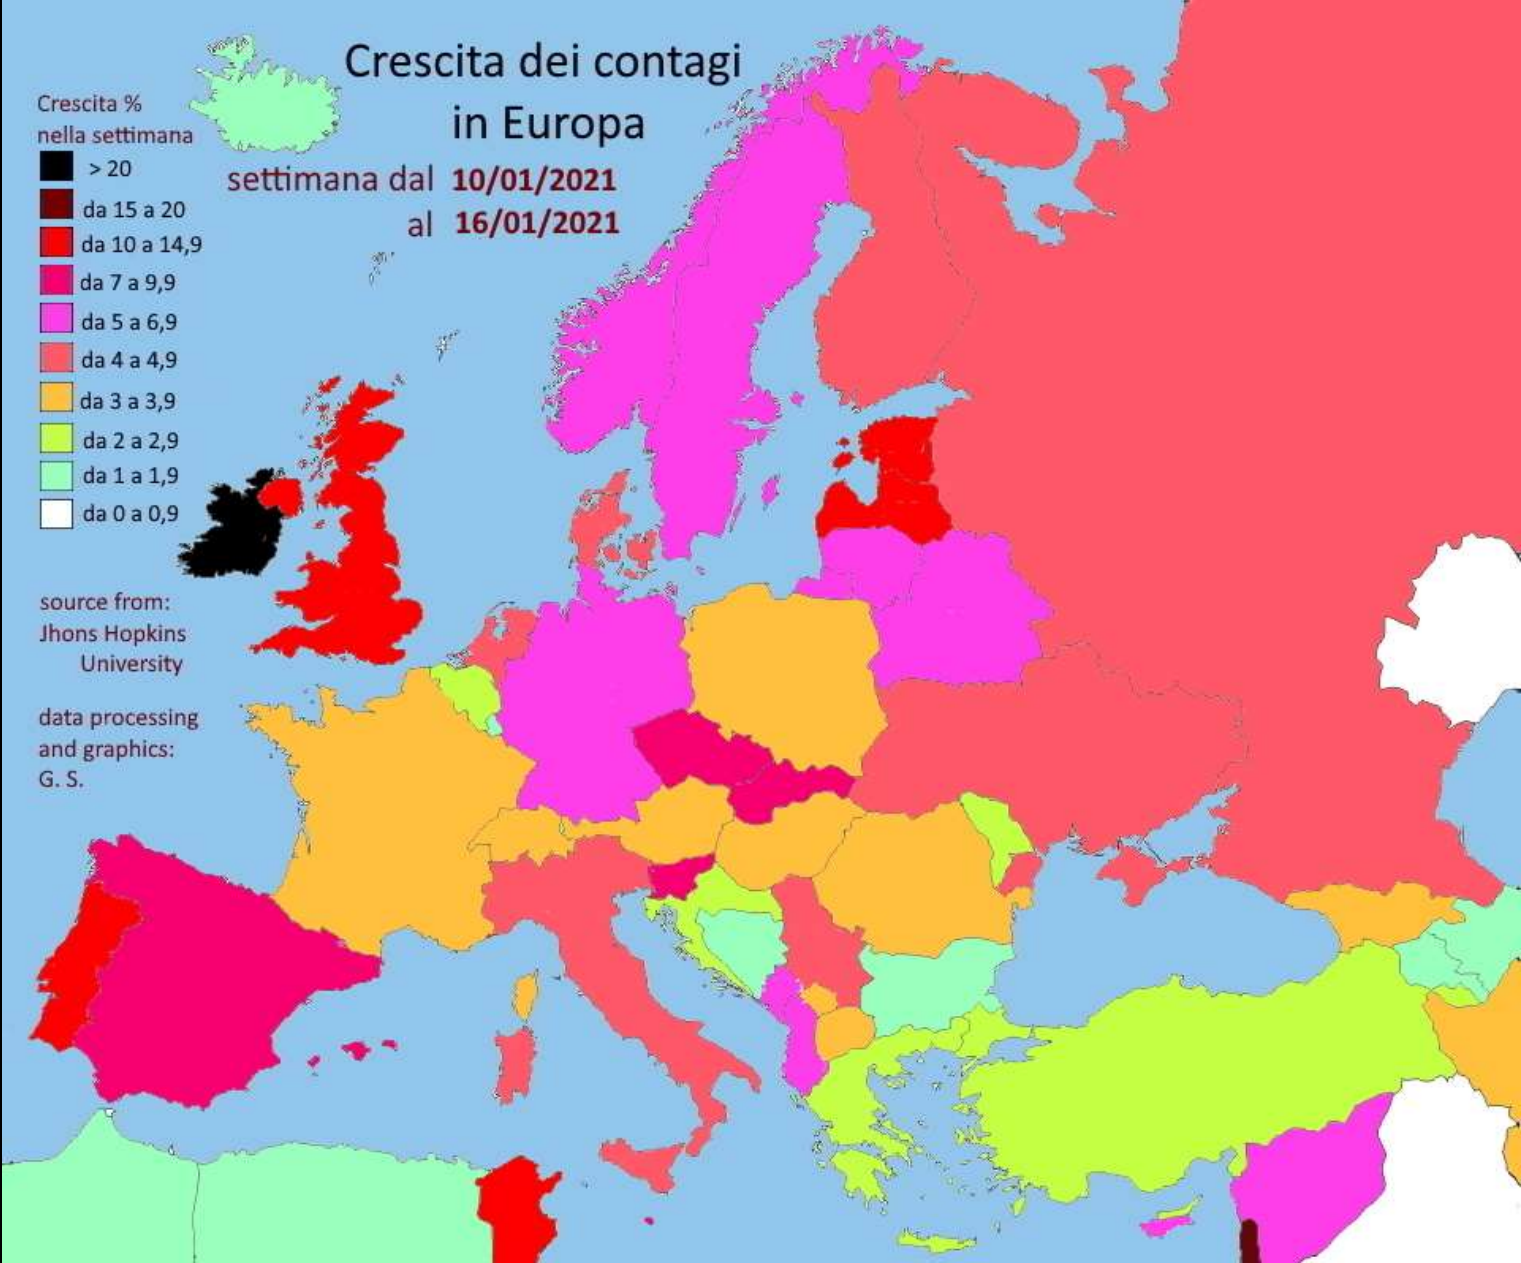 Crescita dei contagi
in Europa
settimana dal 10/01/2021
al 16/01/2021
Crescita %
nella settimana
> 20
da 15 a 20
da 10 a 14,9
da 7 a 9,9
da 5 a 6,9
da 4 a 4,9
da 3 a 3,9
da 2 a 2,9
da 1 a 1,9
da 0 a 0,9
source from:
Jhons Hopkins
University
data processing
and graphics:
G. S.